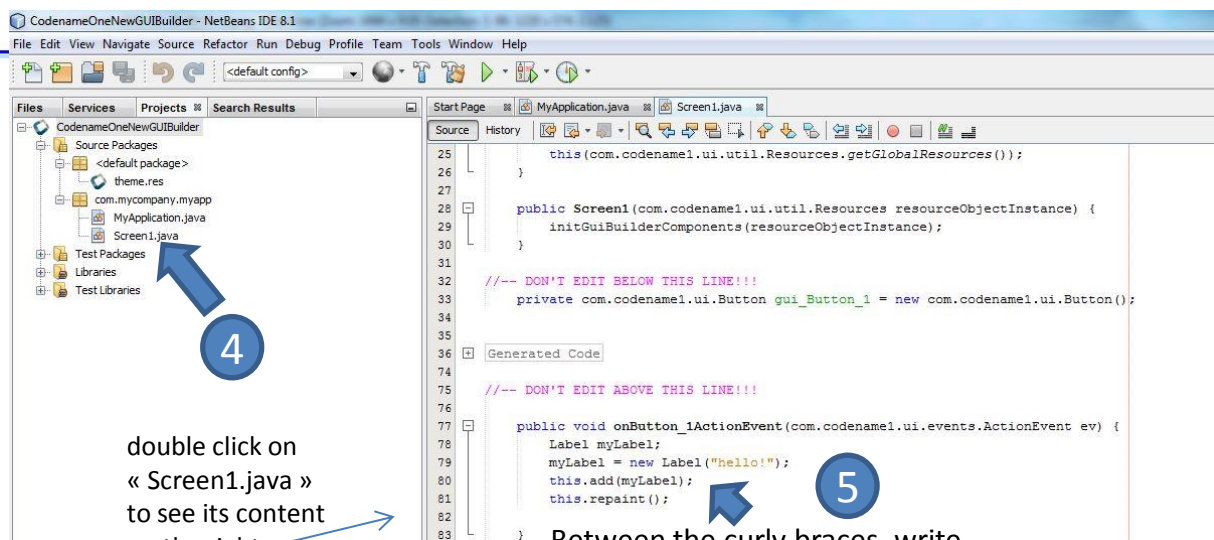 CodenameOneNewGUIBuilder - NetBeans IDE 8.1
File Edit View Navigate Source Refactor Run Debug Profile Team Tools Window Help
<default config>
Files Services Projects Search Results
Start Page MyApplication.java Screen1.java
CodenameOneNewGUIBuilder
Source Packages
<default package>
theme.res
com.mycompany.myapp
MyApplication.java
Screen1.java
Test Packages
Libraries
Test Libraries
4
double click on
« Screen1.java »
to see its content
Source History
25 this(com.codename1.ui.util.Resources.getGlobalResources());
26 }
27
28 public Screen1(com.codename1.ui.util.Resources resourceObjectInstance) {
29 initGuiBuilderComponents(resourceObjectInstance);
30 }
31
32 //-- DON'T EDIT BELOW THIS LINE!!!
33 private com.codename1.ui.Button gui_Button_1 = new com.codename1.ui.Button();
34
35
36 Generated Code
74
75 //-- DON'T EDIT ABOVE THIS LINE!!!
76
77 public void onButton_1ActionEvent(com.codename1.ui.events.ActionEvent ev) {
78 Label myLabel;
79 myLabel = new Label("hello!");
80 this.add(myLabel);
81 this.repaint();
82
83 }
5
Between the curly braces, write